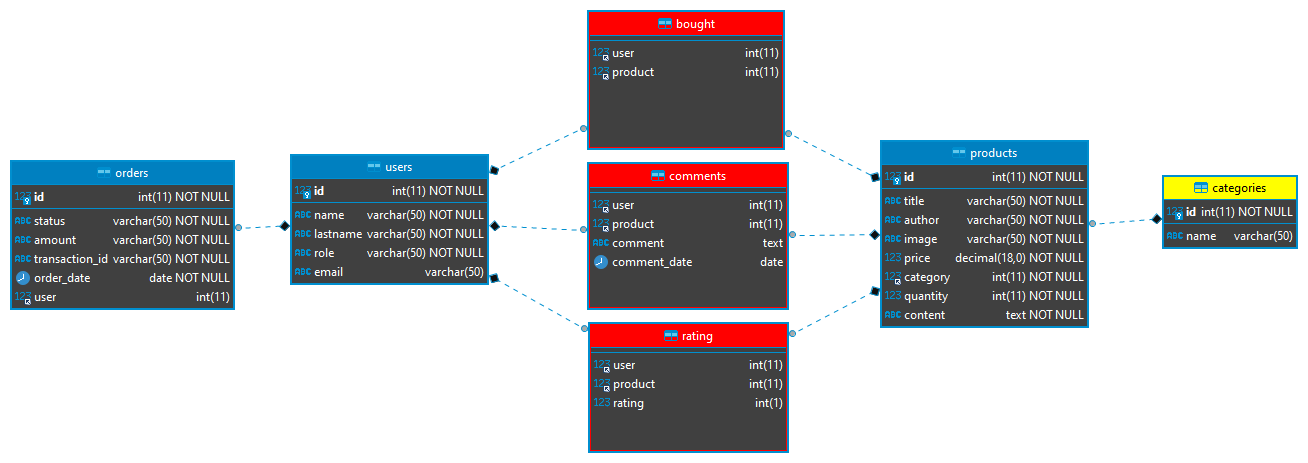 orders
id int(11) NOT NULL
status varchar(50) NOT NULL
amount varchar(50) NOT NULL
transaction_id varchar(50) NOT NULL
order_date date NOT NULL
user int(11)
users
id int(11) NOT NULL
name varchar(50) NOT NULL
lastname varchar(50) NOT NULL
role varchar(50) NOT NULL
email varchar(50)
bought
user int(11)
product int(11)
comments
user int(11)
product int(11)
comment text
comment_date date
rating
user int(11)
product int(11)
rating int(1)
products
id int(11) NOT NULL
title varchar(50) NOT NULL
author varchar(50) NOT NULL
image varchar(50) NOT NULL
price decimal(18,0) NOT NULL
category int(11) NOT NULL
quantity int(11) NOT NULL
content text NOT NULL
categories
id int(11) NOT NULL
name varchar(50)